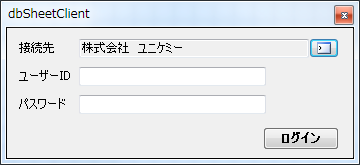 dbSheetClient
接続先 株式会社 ユニケミー
ユーザーID
パスワード
ログイン